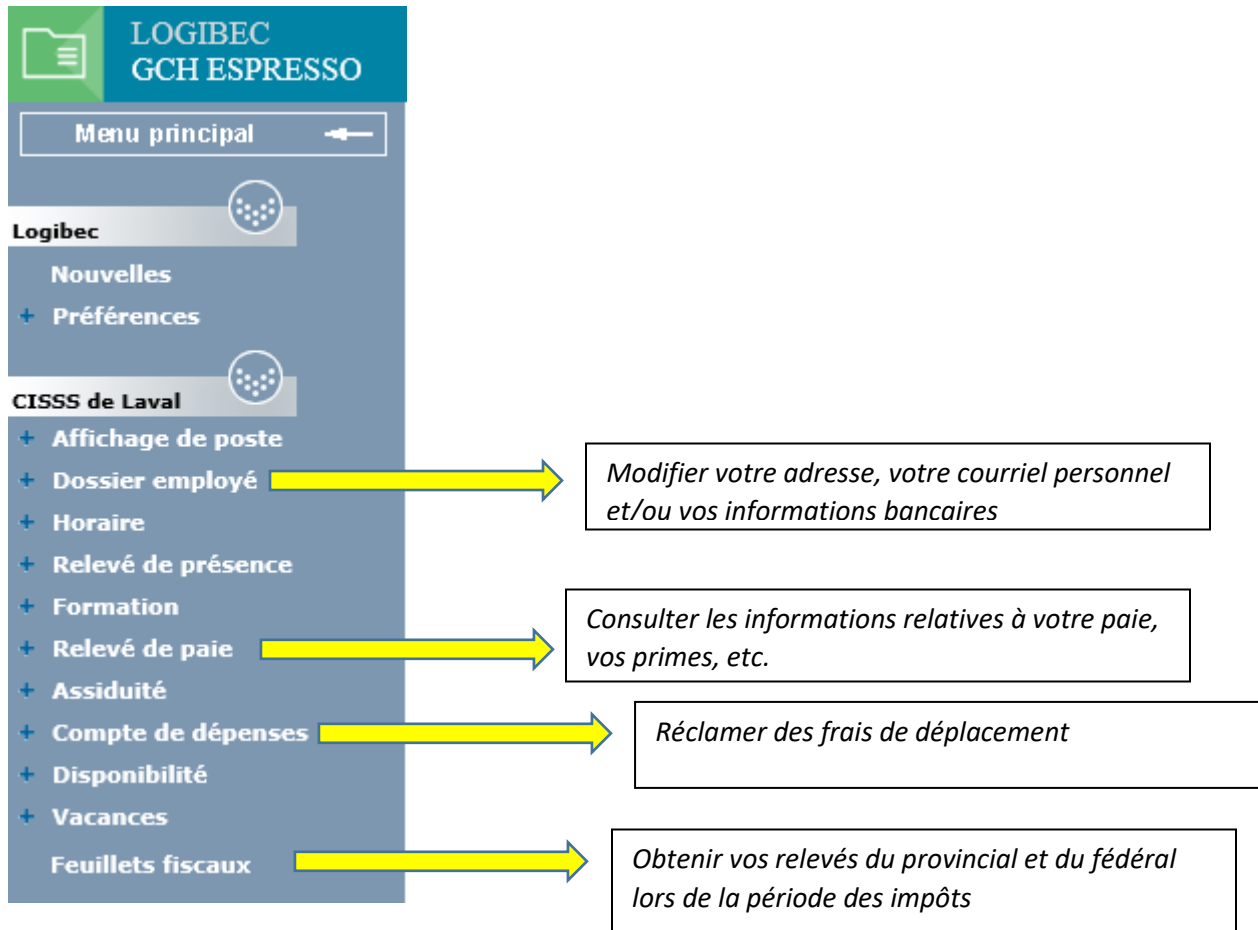 LOGIBEC
GCH ESPRESSO
Menu principal
Logibec
Nouvelles
+ Préférences
CISSS de Laval
+ Affichage de poste
+ Dossier employé
Modifier votre adresse, votre courriel personnel
et/ou vos informations bancaires
+ Horaire
+ Relevé de présence
+ Formation
+ Relevé de paie
Consulter les informations relatives à votre paie,
vos primes, etc.
+ Assiduité
+ Compte de dépenses
Réclamer des frais de déplacement
+ Disponibilité
+ Vacances
Feuillets fiscaux
Obtenir vos relevés du provincial et du fédéral
lors de la période des impôts